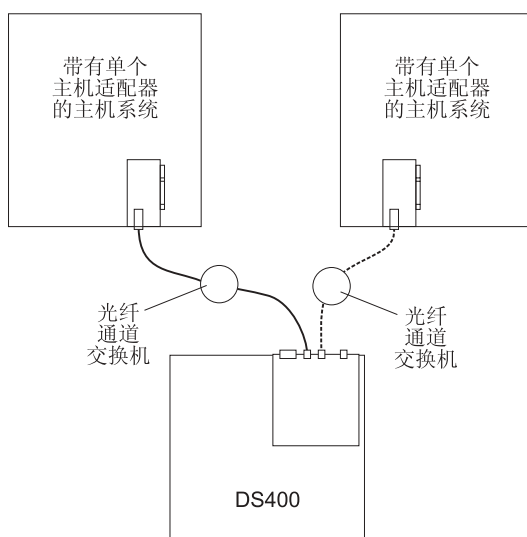 带有单个
主机适配器
的主机系统
带有单个
主机适配器
的主机系统
光纤
通道
交换机
光纤
通道
交换机
DS400